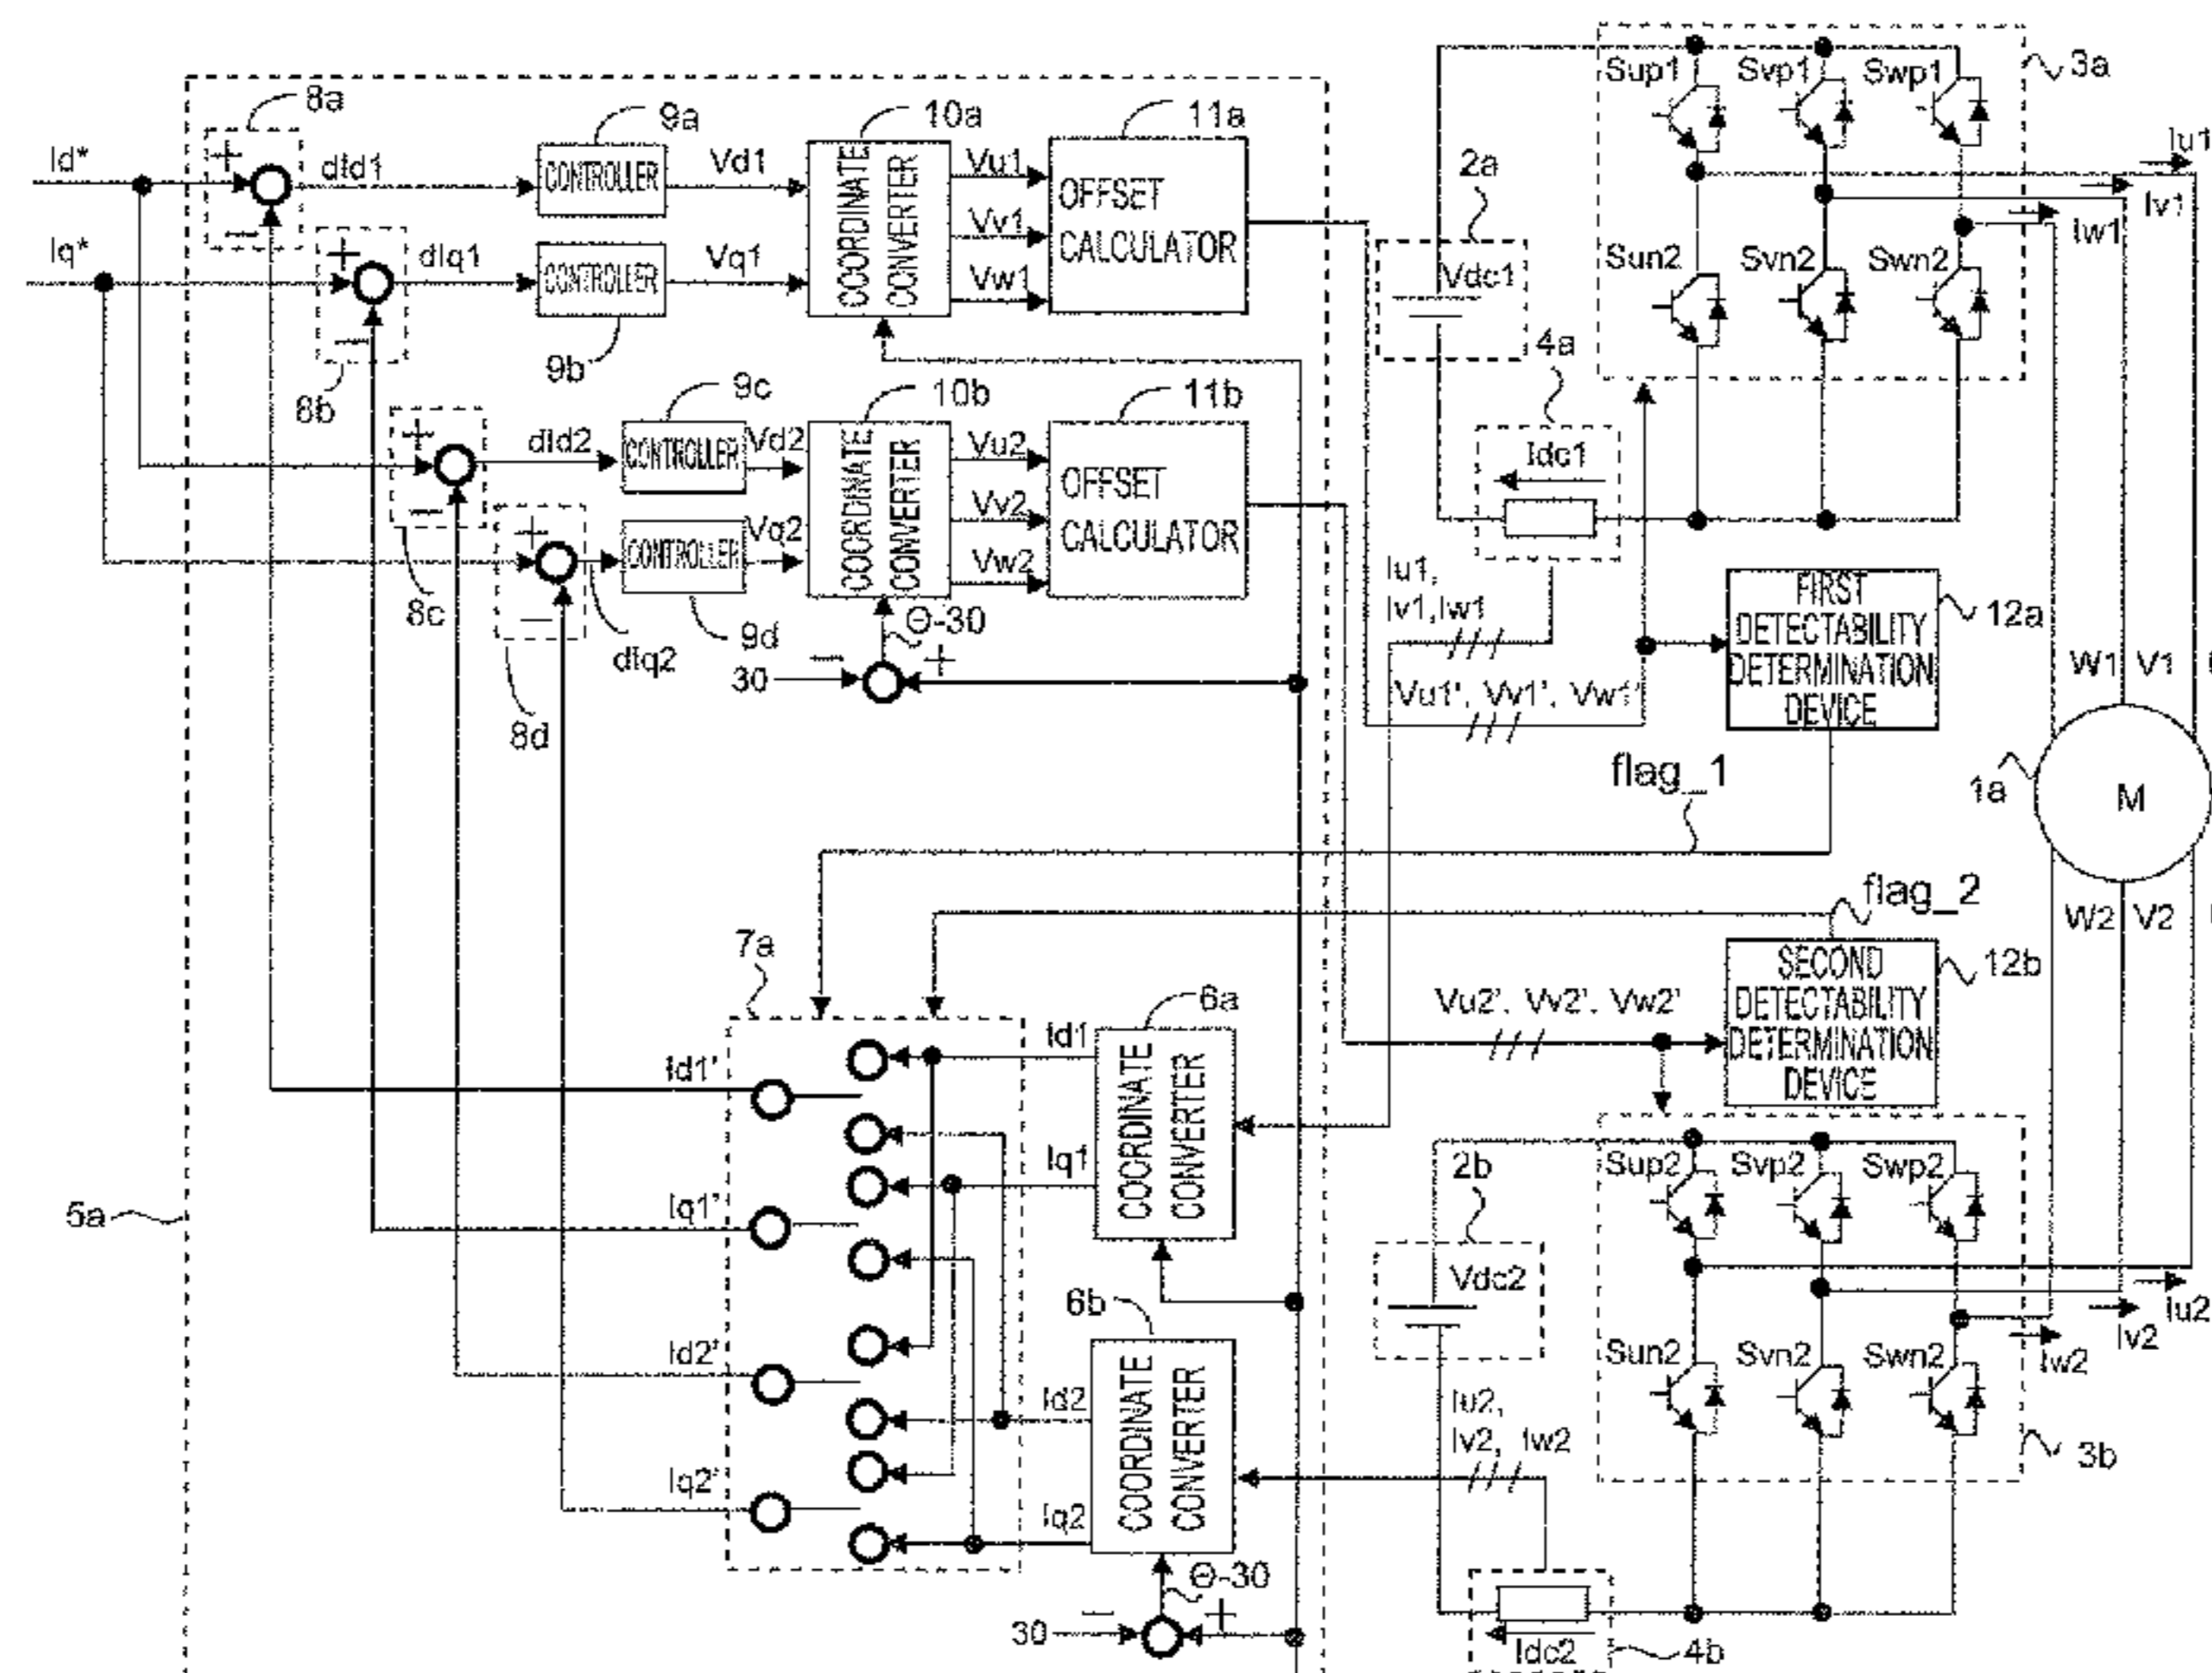 8a
9a
10a
11a
Sup1
Svp1
Swp1
3a
Id*
+
dId1
CONTROLLER
Vd1
COORDINATE
CONVERTER
Vu1
Vv1
Vw1
OFFSET
CALCULATOR
2a
Iu1
Iv1
Iw1
Iq*
+
dIq1
CONTROLLER
Vq1
Vdc1
Sun2
Svn2
Swn2
9b
4a
8b
9c
10b
11b
+
dId2
CONTROLLER
Vd2
COORDINATE
CONVERTER
Vu2
Vv2
Vw2
OFFSET
CALCULATOR
Idc1
8c
+
CONTROLLER
Vq2
dIq2
9d
8d
Θ-30
30
+
Iu1,
Iv1,Iw1
Vu1', Vv1', Vw1'
FIRST
DETECTABILITY
DETERMINATION
DEVICE
12a
W1
V1
flag_1
1a
M
flag_2
W2
V2
7a
6a
Vu2', Vv2', Vw2'
SECOND
DETECTABILITY
DETERMINATION
DEVICE
12b
Id1'
Id1
COORDINATE
CONVERTER
Iq1
5a
Iq1'
2b
Sup2
Svp2
Swp2
Vdc2
6b
Iu2
Iv2
Iw2
Id2'
Id2
COORDINATE
CONVERTER
Sun2
Svn2
Swn2
Iu2,
Iv2, Iw2
3b
Iq2'
Iq2
Θ-30
30
+
Idc2
4b